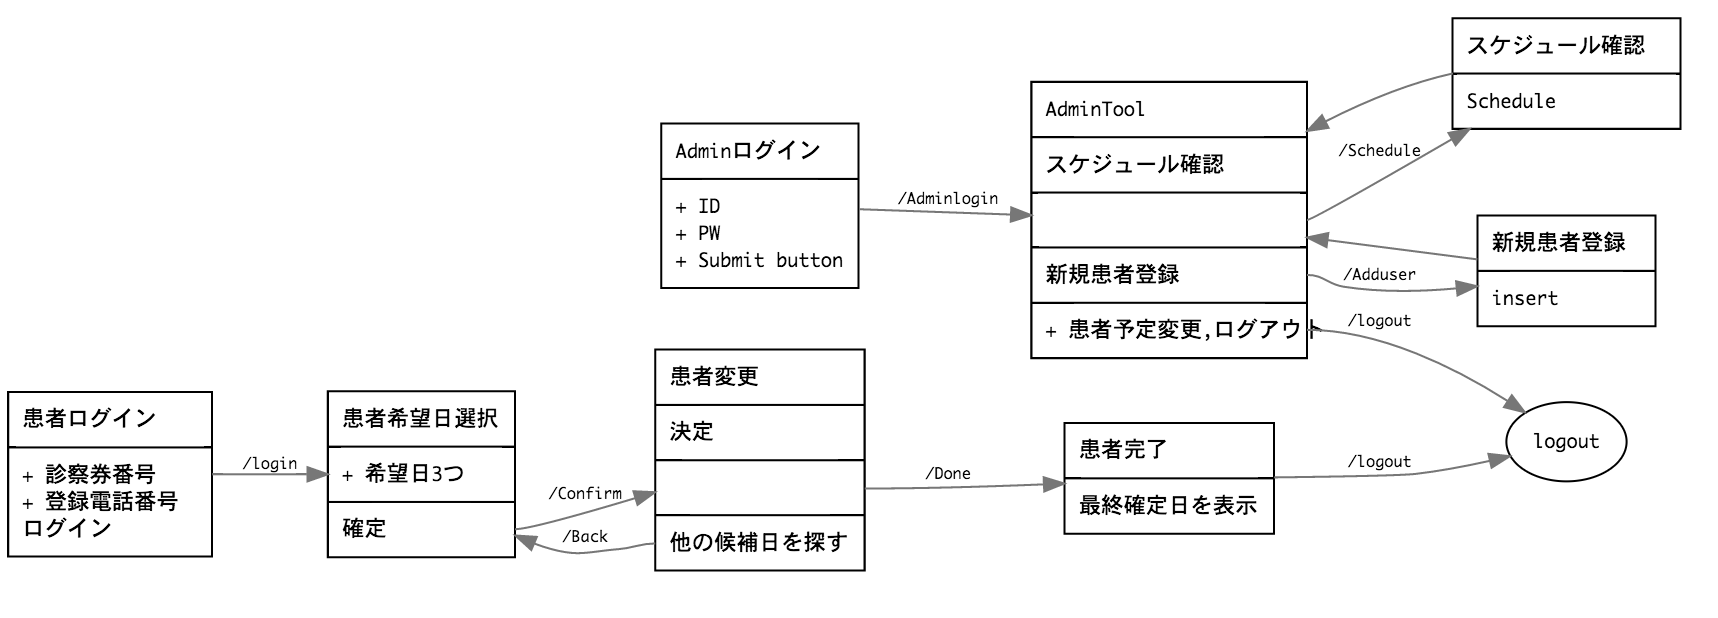 スケジュール確認
Schedule
AdminTool
スケジュール確認
新規患者登録
+ 患者予定変更,ログアウト
Adminログイン
+ ID
+ PW
+ Submit button
/Adminlogin
/Schedule
新規患者登録
insert
/Adduser
/logout
患者ログイン
+ 診察券番号
+ 登録電話番号
ログイン
/login
患者希望日選択
+ 希望日3つ
確定
/Confirm
/Back
患者変更
決定
他の候補日を探す
/Done
患者完了
最終確定日を表示
/logout
logout